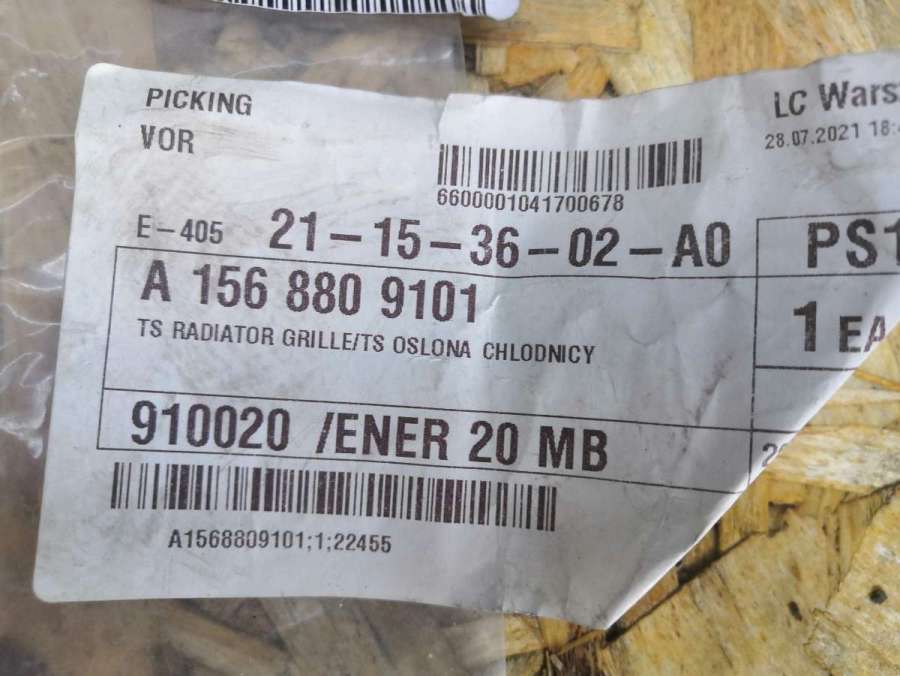 PICKING
VOR
LC Wars
28.07.2021 18:
6600001041700678
E-405 21-15-36-02-A0
PS1
A 156 880 9101
1 EA
TS RADIATOR GRILLE/TS OSLONA CHLODNICY
910020 /ENER 20 MB
A1568809101;1;22455